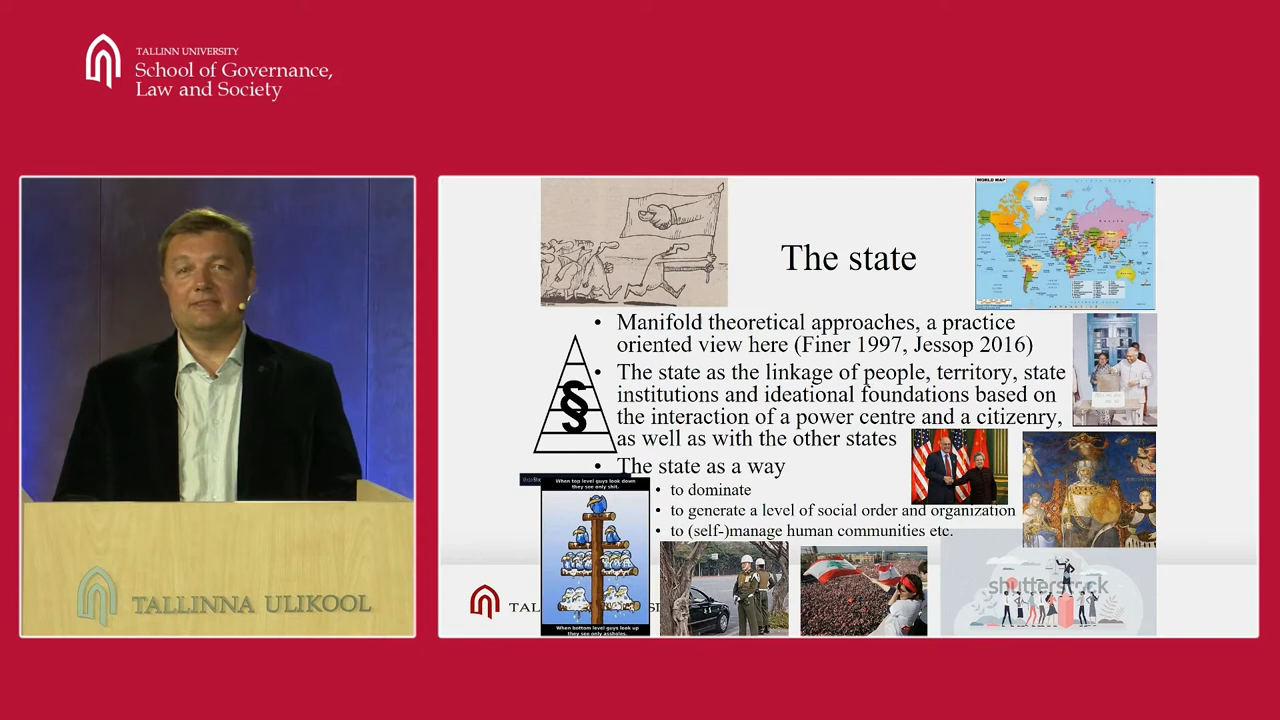 TALLINN UNIVERSITY
School of Governance,
Law and Society
TALLINNA ULIKOOL
The state
WORLD MAP
• Manifold theoretical approaches, a practice
oriented view here (Finer 1997, Jessop 2016)
• The state as the linkage of people, territory, state
institutions and ideational foundations based on
the interaction of a power centre and a citizenry,
as well as with the other states
• The state as a way
• to dominate
• to generate a level of social order and organization
• to (self-)manage human communities etc.
§
When top level guys look down
they see only shit.
When bottom level guys look up
they see only assholes.
shutterstock
TAL